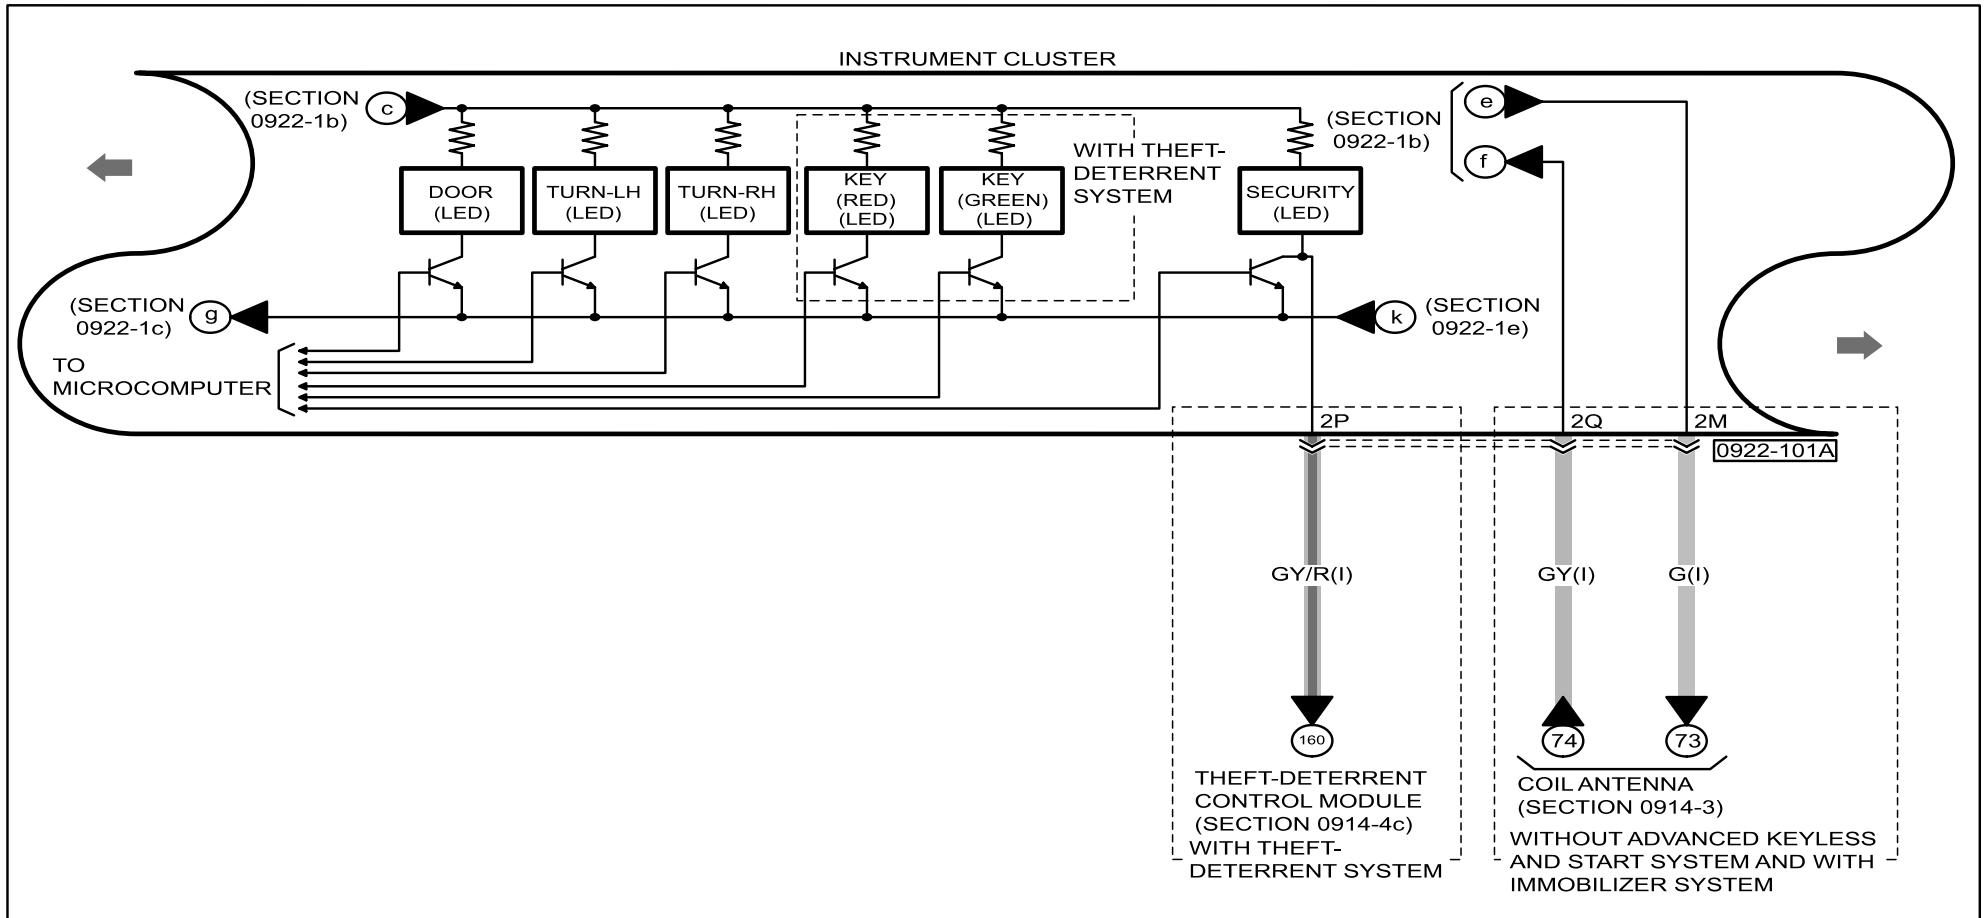 INSTRUMENT CLUSTER
(SECTION
0922-1b)
c
DOOR
(LED)
TURN-LH
(LED)
TURN-RH
(LED)
KEY
(RED)
(LED)
KEY
(GREEN)
(LED)
WITH THEFT-
DETERRENT
SYSTEM
SECURITY
(LED)
(SECTION
0922-1b)
e
f
(SECTION
0922-1c)
g
k
(SECTION
0922-1e)
TO
MICROCOMPUTER
2P
2Q
2M
0922-101A
GY/R(I)
GY(I)
G(I)
160
74
73
THEFT-DETERRENT
CONTROL MODULE
(SECTION 0914-4c)
WITH THEFT-
DETERRENT SYSTEM
COIL ANTENNA
(SECTION 0914-3)
WITHOUT ADVANCED KEYLESS
AND START SYSTEM AND WITH
IMMOBILIZER SYSTEM